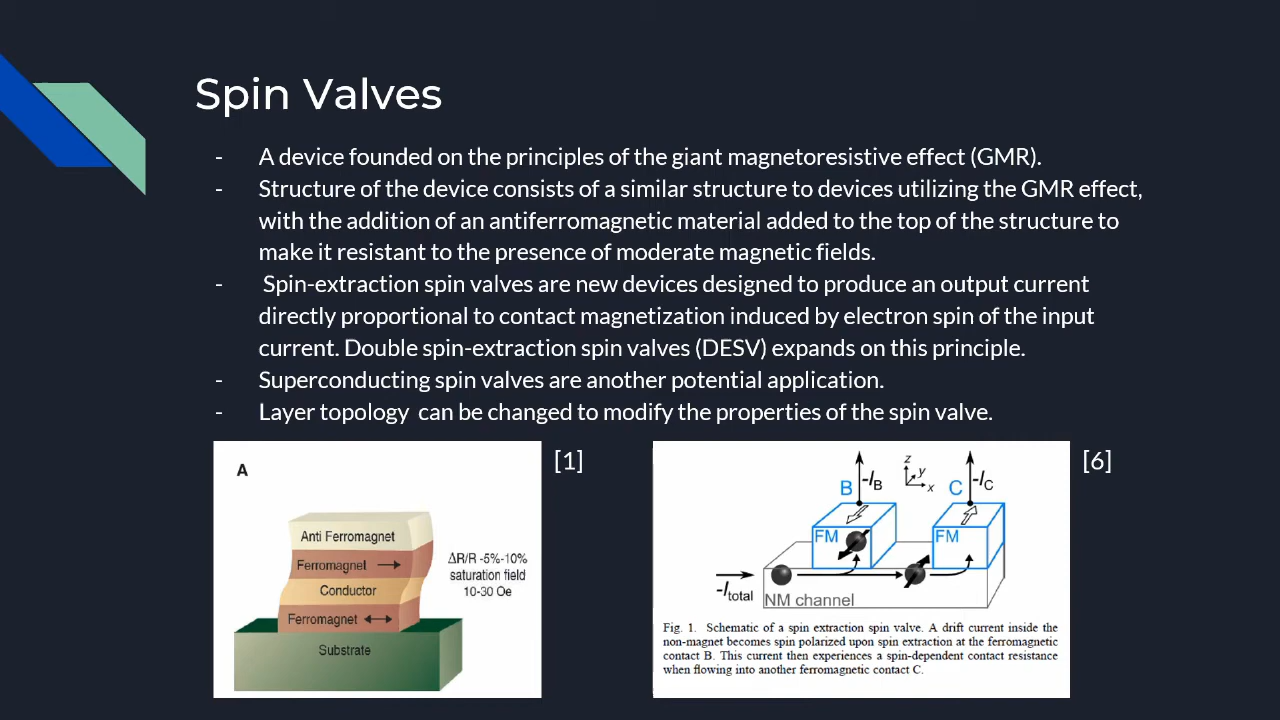 Spin Valves
- A device founded on the principles of the giant magnetoresistive effect (GMR).
- Structure of the device consists of a similar structure to devices utilizing the GMR effect,
with the addition of an antiferromagnetic material added to the top of the structure to
make it resistant to the presence of moderate magnetic fields.
- Spin-extraction spin valves are new devices designed to produce an output current
directly proportional to contact magnetization induced by electron spin of the input
current. Double spin-extraction spin valves (DESV) expands on this principle.
- Superconducting spin valves are another potential application.
- Layer topology can be changed to modify the properties of the spin valve.
A
Anti Ferromagnet
Ferromagnet
Conductor
Ferromagnet
Substrate
ΔR/R -5%-10%
saturation field
10-30 Oe
[1]
z
y
x
B
-IB
C
-IC
FM
FM
-Itotal
NM channel
Fig. 1. Schematic of a spin extraction spin valve. A drift current inside the
non-magnet becomes spin polarized upon spin extraction at the ferromagnetic
contact B. This current then experiences a spin-dependent contact resistance
when flowing into another ferromagnetic contact C.
[6]